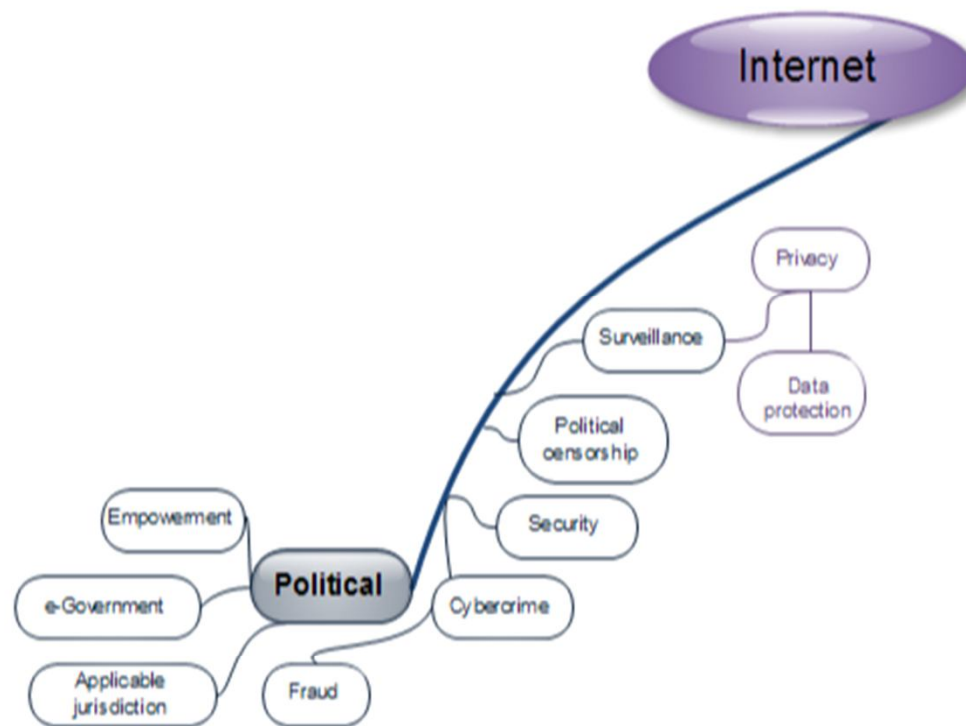 Internet
Privacy
Surveillance
Data
protection
Political
censorship
Security
Empowerment
Political
e-Government
Cybercrime
Applicable
jurisdiction
Fraud